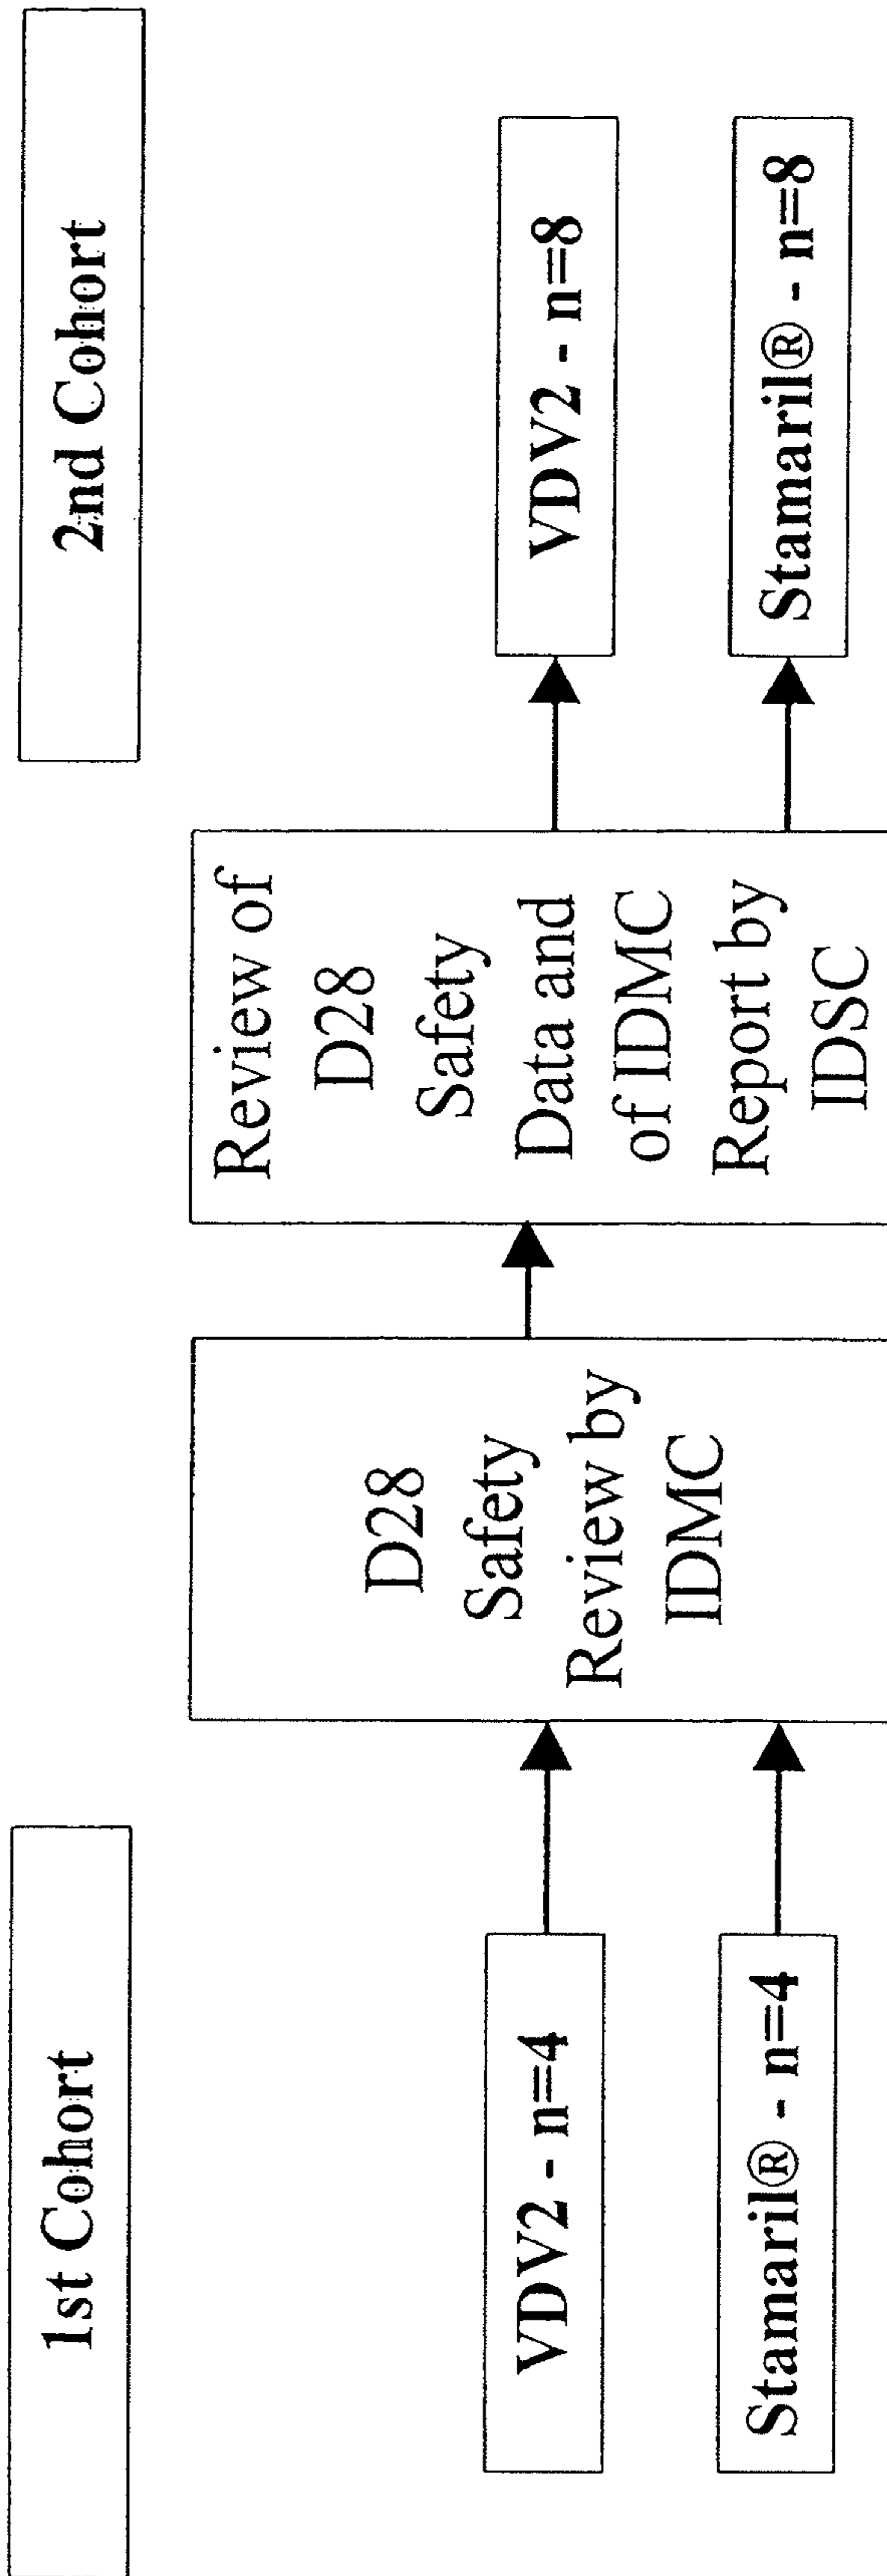 1st Cohort
2nd Cohort
VDV2 - n=4
Stamaril® - n=4
D28
Safety
Review by
IDMC
Review of
D28
Safety
Data and
of IDMC
Report by
IDSC
VDV2 - n=8
Stamaril® - n=8